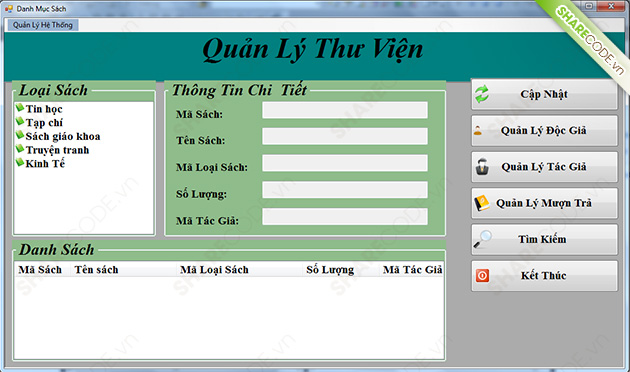 Danh Mục Sách
Quản Lý Hệ Thống
Quản Lý Thư Viện
SHARECODE.vn
Loại Sách
Tin học
Tạp chí
Sách giáo khoa
Truyện tranh
Kinh Tế
Thông Tin Chi Tiết
Mã Sách:
Tên Sách:
Mã Loại Sách:
Số Lượng:
Mã Tác Giả:
Cập Nhật
Quản Lý Độc Giả
Quản Lý Tác Giả
Quản Lý Mượn Trả
Tìm Kiếm
Kết Thúc
Danh Sách
Mã Sách Tên sách Mã Loại Sách Số Lượng Mã Tác Giả